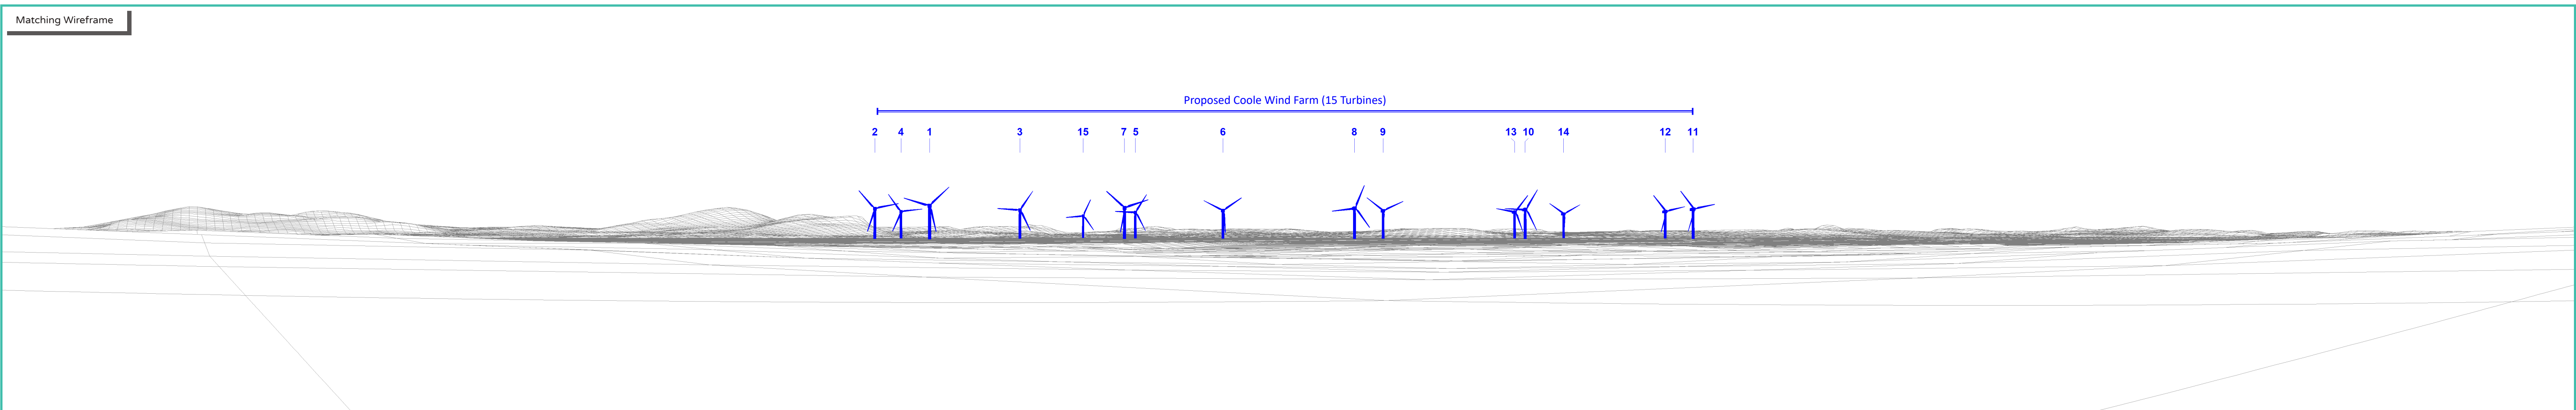 Matching Wireframe
Proposed Coole Wind Farm (15 Turbines)
2 4 1 3 15 7 5 6 8 9 13 10 14 12 11